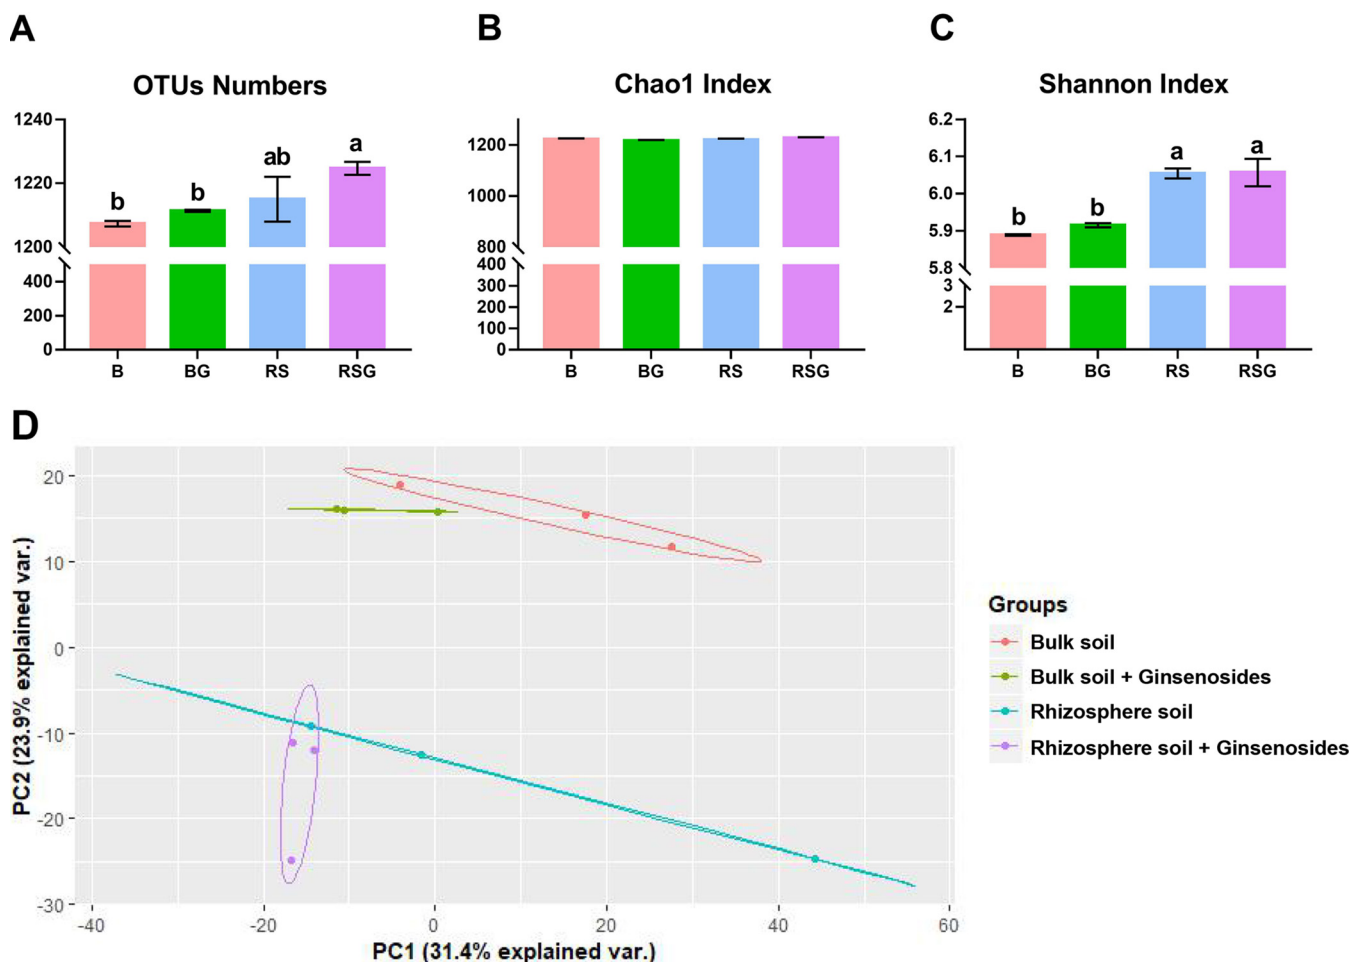 A
B
C
OTUs Numbers
Chao1 Index
Shannon Index
1240
1220
1200
400
200
0
b
b
ab
a
B
BG
RS
RSG
1200
1000
800
400
300
200
100
0
B
BG
RS
RSG
6.2
6.1
6.0
5.9
5.8
3
2
b
b
a
a
B
BG
RS
RSG
D
PC2 (23.9% explained var.)
20
10
0
-10
-20
-30
-40
-20
0
20
40
60
PC1 (31.4% explained var.)
Groups
Bulk soil
Bulk soil + Ginsenosides
Rhizosphere soil
Rhizosphere soil + Ginsenosides